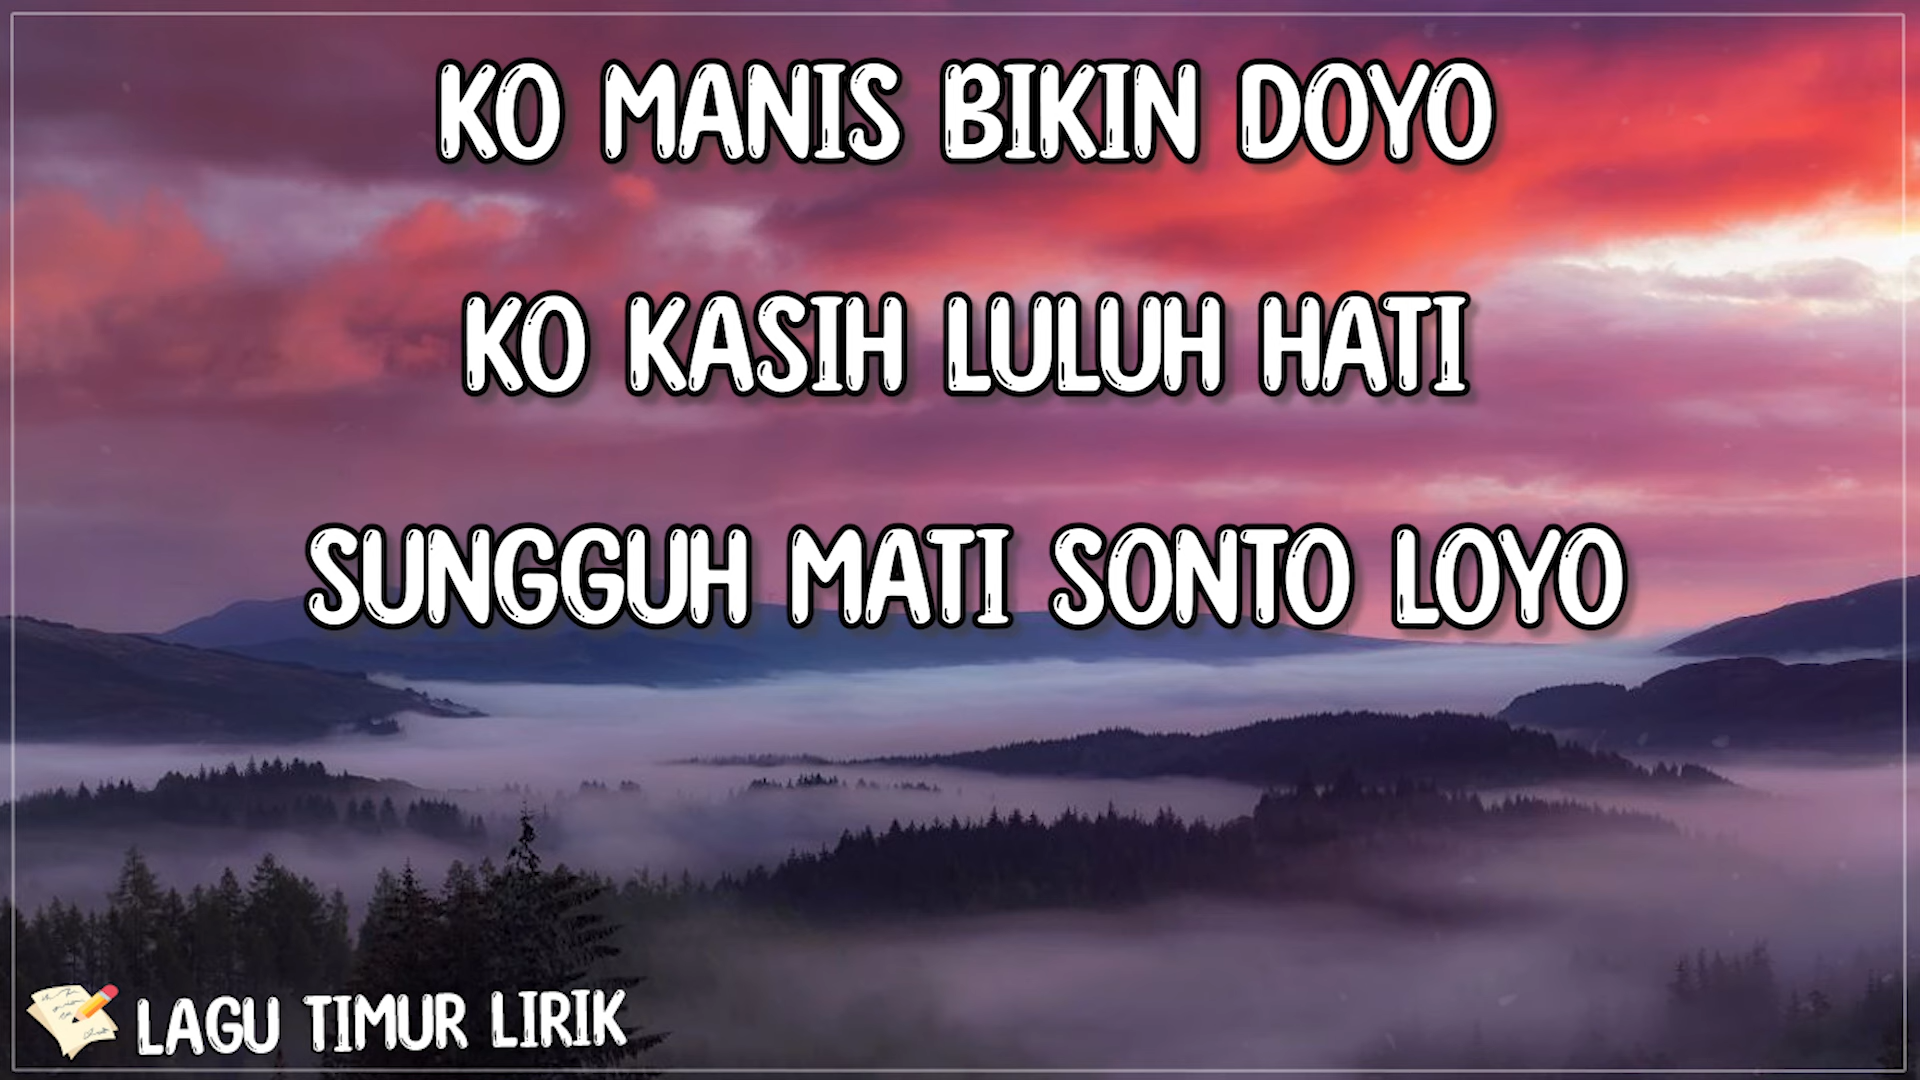 KO MANIS BIKIN DOYO
KO KASIH LULUH HATI
SUNGGUH MATI SONTO LOYO
LAGU TIMUR LIRIK